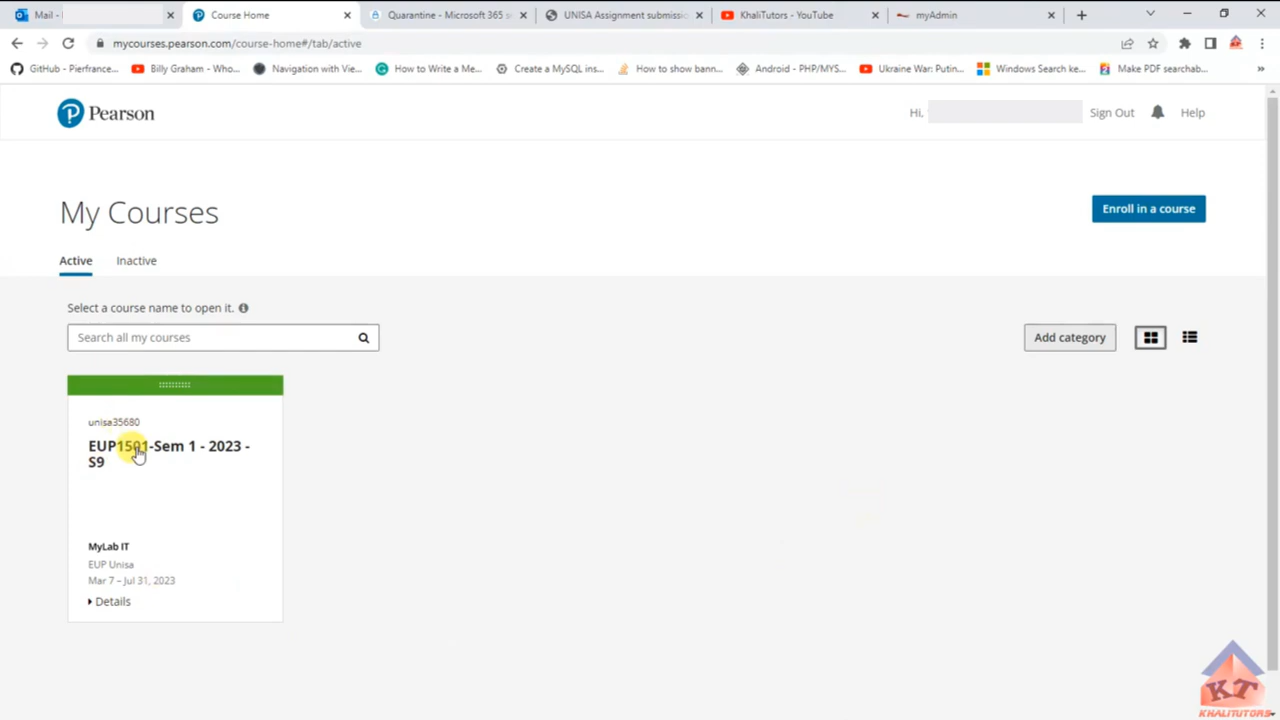 Mail -
Course Home
Quarantine - Microsoft 365 s
UNISA Assignment submissio
KhaliTutors - YouTube
myAdmin
mycourses.pearson.com/course-home#/tab/active
GitHub - Pierfrance...
Billy Graham - Who...
Navigation with Vie...
How to Write a Me...
Create a MySQL ins...
How to show bann...
Android - PHP/MYS...
Ukraine War: Putin...
Windows Search ke...
Make PDF searchab...
Pearson
Hi,
Sign Out
Help
My Courses
Enroll in a course
Active
Inactive
Select a course name to open it.
Search all my courses
Add category
unisa35680
EUP1501-Sem 1 - 2023 -
S9
MyLab IT
EUP Unisa
Mar 7 – Jul 31, 2023
Details
KT
KHALITUTORS